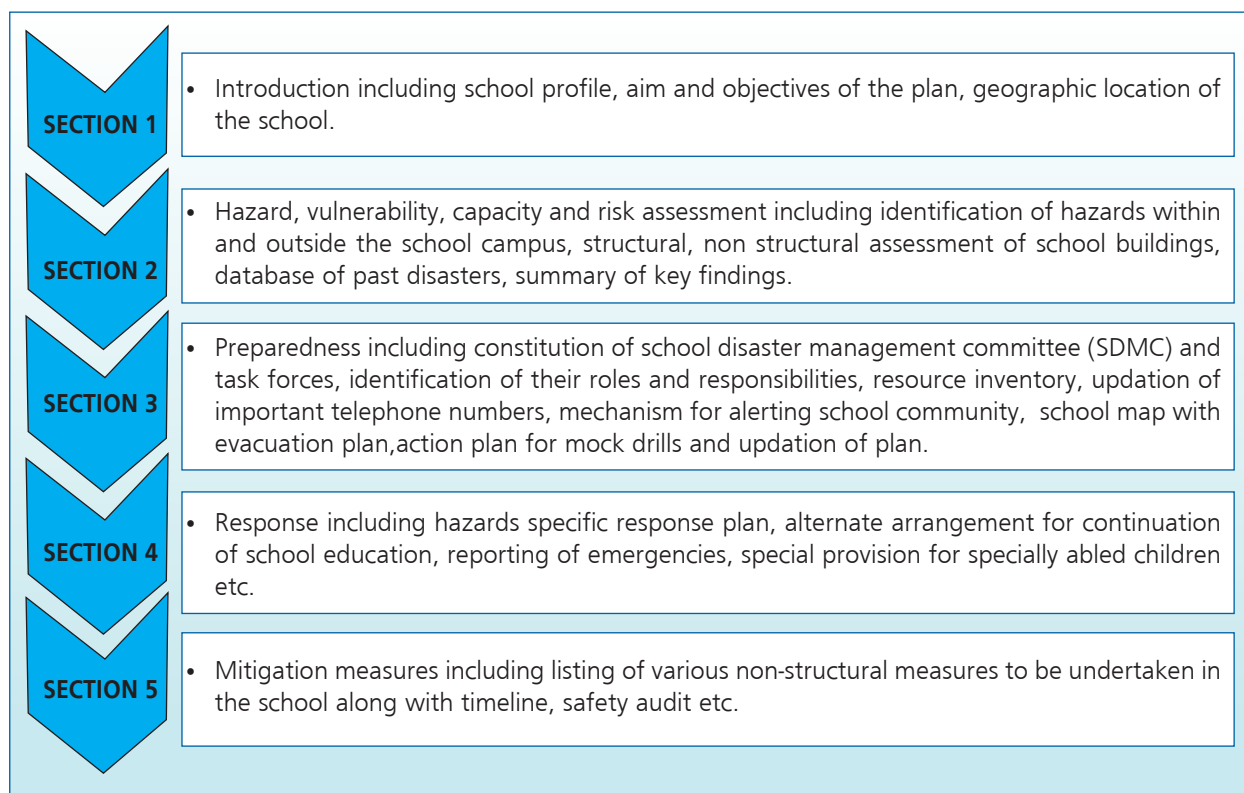 SECTION 1
• Introduction including school profile, aim and objectives of the plan, geographic location of
the school.
SECTION 2
• Hazard, vulnerability, capacity and risk assessment including identification of hazards within
and outside the school campus, structural, non structural assessment of school buildings,
database of past disasters, summary of key findings.
SECTION 3
• Preparedness including constitution of school disaster management committee (SDMC) and
task forces, identification of their roles and responsibilities, resource inventory, updation of
important telephone numbers, mechanism for alerting school community, school map with
evacuation plan,action plan for mock drills and updation of plan.
SECTION 4
• Response including hazards specific response plan, alternate arrangement for continuation
of school education, reporting of emergencies, special provision for specially abled children
etc.
SECTION 5
• Mitigation measures including listing of various non-structural measures to be undertaken in
the school along with timeline, safety audit etc.